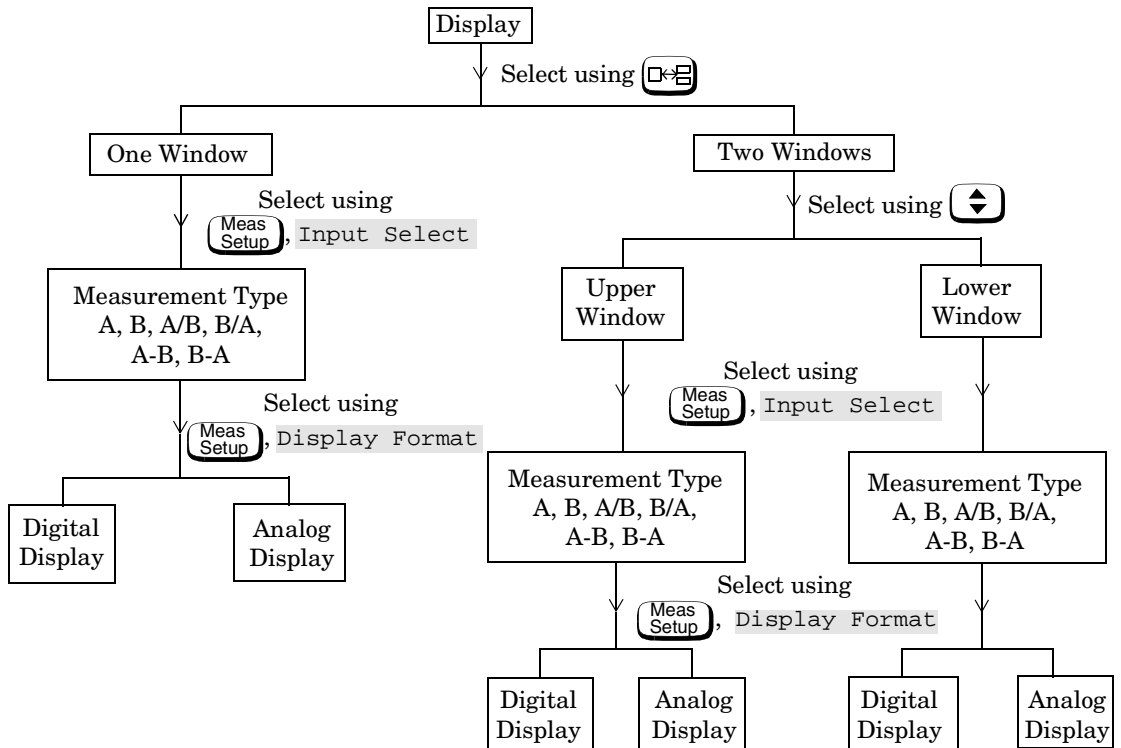 Display
Select using
One Window
Two Windows
Select using
Meas
Setup, Input Select
Select using
Measurement Type
A, B, A/B, B/A,
A-B, B-A
Upper
Window
Lower
Window
Select using
Meas
Setup, Display Format
Select using
Meas
Setup, Input Select
Digital
Display
Analog
Display
Measurement Type
A, B, A/B, B/A,
A-B, B-A
Measurement Type
A, B, A/B, B/A,
A-B, B-A
Select using
Meas
Setup, Display Format
Digital
Display
Analog
Display
Digital
Display
Analog
Display